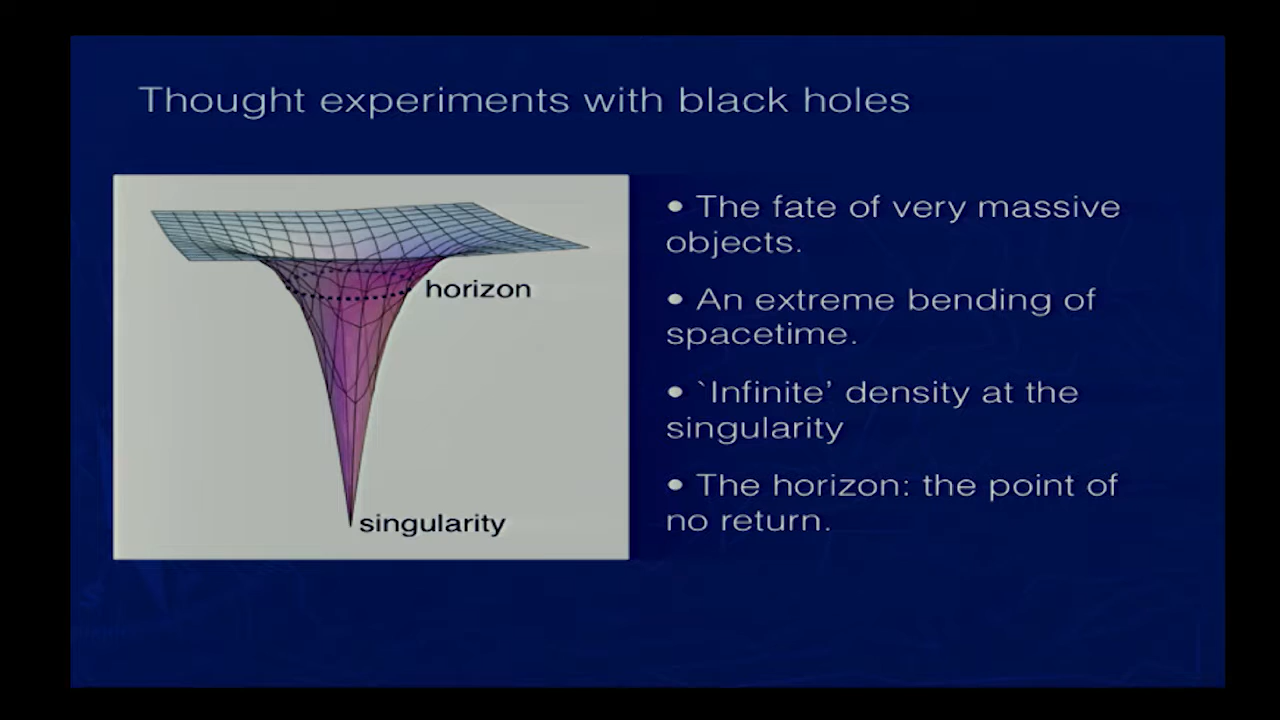 Thought experiments with black holes
horizon
singularity
• The fate of very massive
objects.
• An extreme bending of
spacetime.
• `Infinite’ density at the
singularity
• The horizon: the point of
no return.